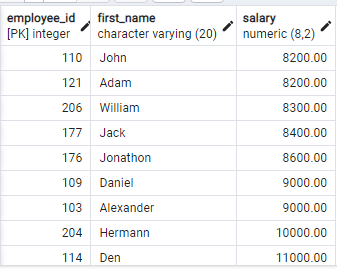 employee_id first_name salary
[PK] integer character varying (20) numeric (8,2)
110 John 8200.00
121 Adam 8200.00
206 William 8300.00
177 Jack 8400.00
176 Jonathon 8600.00
109 Daniel 9000.00
103 Alexander 9000.00
204 Hermann 10000.00
114 Den 11000.00